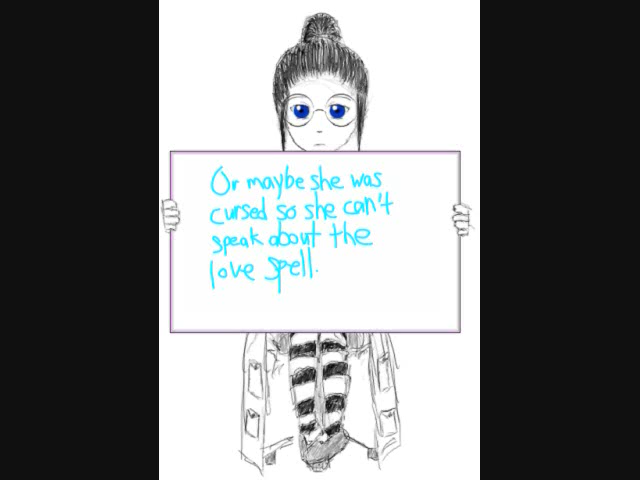 Or maybe she was
cursed so she can't
speak about the
love spell.